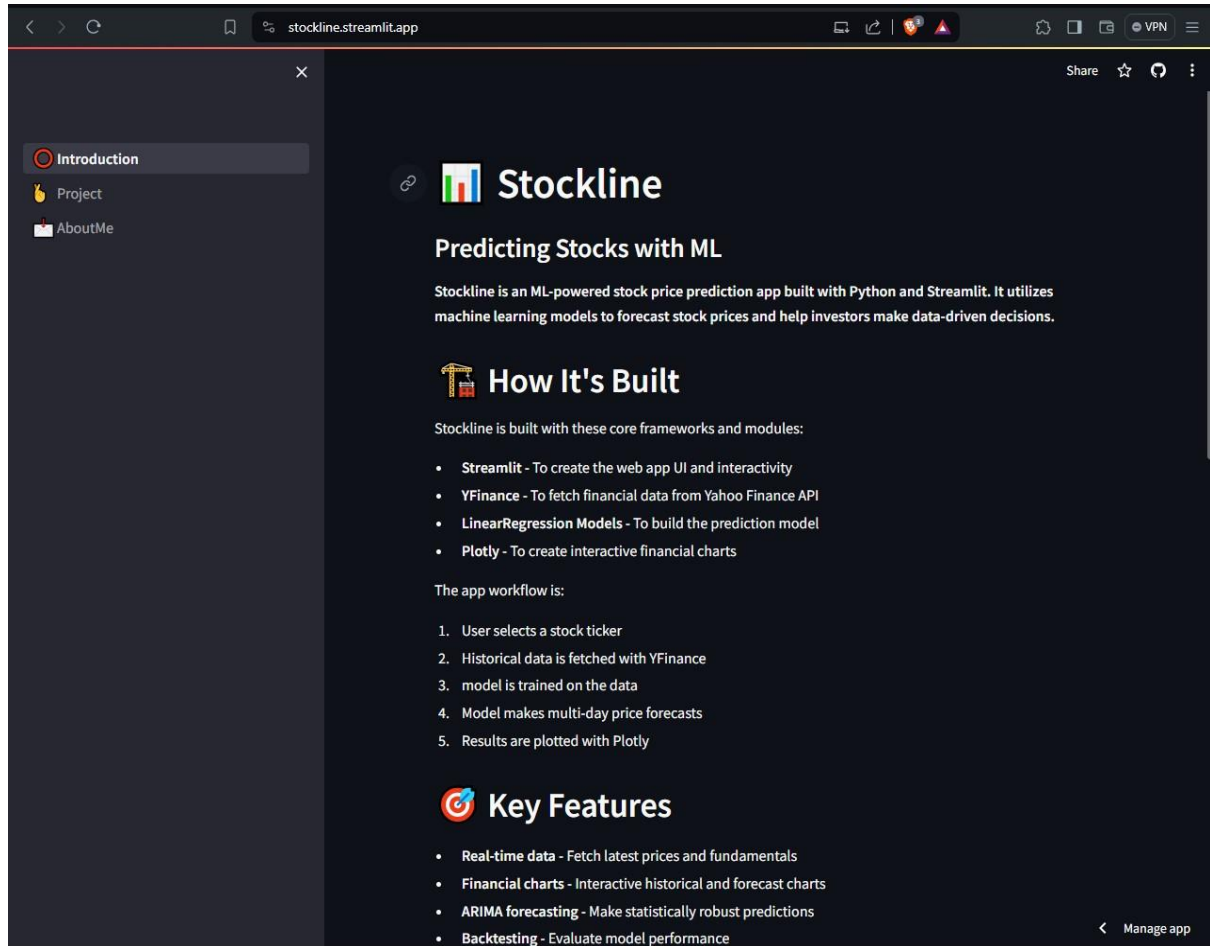 stockline.streamlit.app
3
VPN
Share
Introduction
Project
AboutMe
Stockline
Predicting Stocks with ML
Stockline is an ML-powered stock price prediction app built with Python and Streamlit. It utilizes
machine learning models to forecast stock prices and help investors make data-driven decisions.
How It's Built
Stockline is built with these core frameworks and modules:
• Streamlit - To create the web app UI and interactivity
• YFinance - To fetch financial data from Yahoo Finance API
• LinearRegression Models - To build the prediction model
• Plotly - To create interactive financial charts
The app workflow is:
1. User selects a stock ticker
2. Historical data is fetched with YFinance
3. model is trained on the data
4. Model makes multi-day price forecasts
5. Results are plotted with Plotly
Key Features
• Real-time data - Fetch latest prices and fundamentals
• Financial charts - Interactive historical and forecast charts
• ARIMA forecasting - Make statistically robust predictions
• Backtesting - Evaluate model performance
Manage app